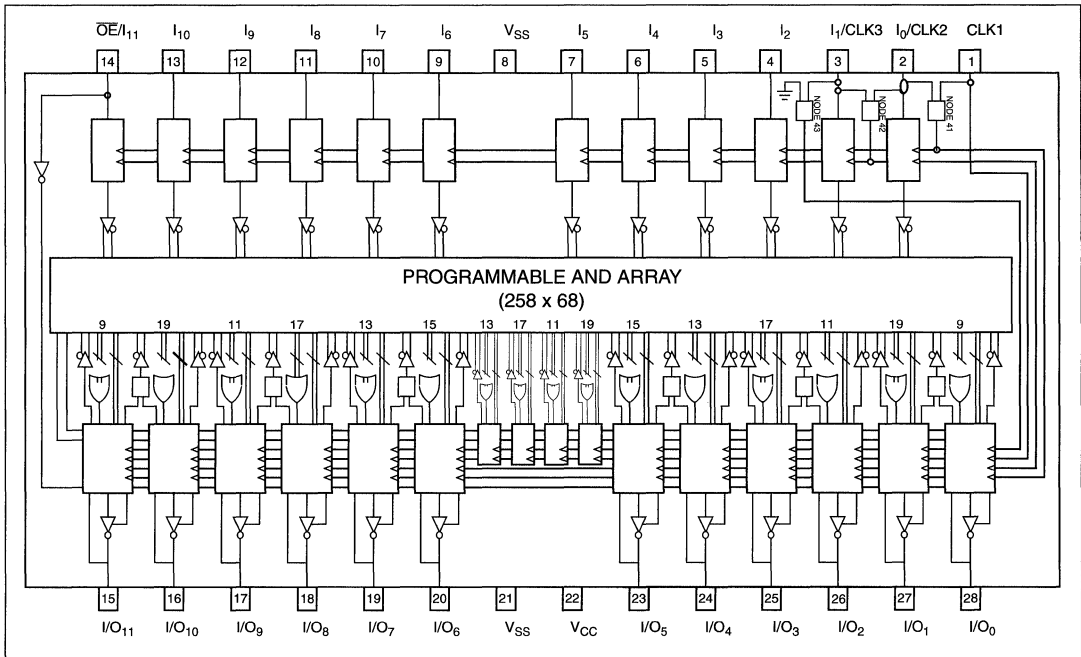 OE/I11 I10 I9 I8 I7 I6 VSS I5 I4 I3 I2 I1/CLK3 I0/CLK2 CLK1
14 13 12 11 10 9 8 7 6 5 4 3 2 1
NODE 43 NODE 42 NODE 41
PROGRAMMABLE AND ARRAY
(258 x 68)
9 19 11 17 13 15 13 17 11 19 15 13 17 11 19 9
15 16 17 18 19 20 21 22 23 24 25 26 27 28
I/O11 I/O10 I/O9 I/O8 I/O7 I/O6 VSS VCC I/O5 I/O4 I/O3 I/O2 I/O1 I/O0